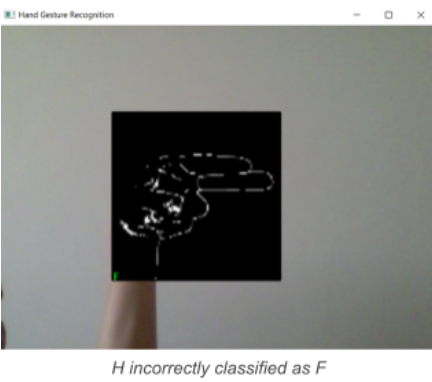 Hand Gesture Recognition
F
H incorrectly classified as F